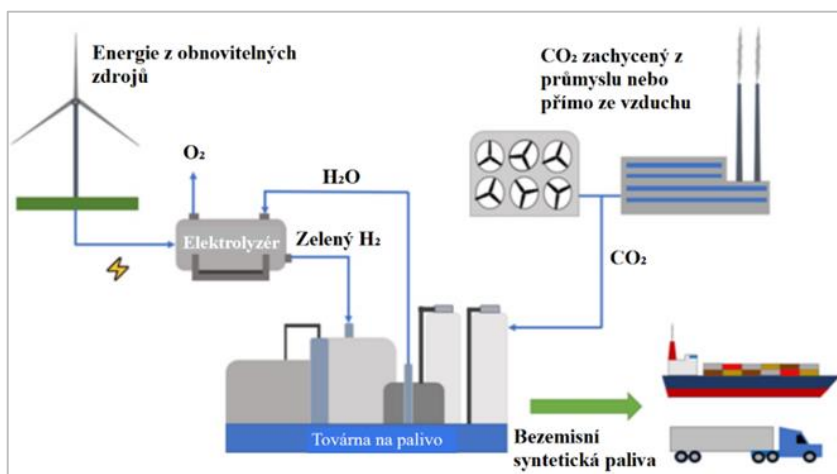 Energie z obnovitelných
zdrojů
CO₂ zachycený z
průmyslu nebo
přímo ze vzduchu
O₂
H₂O
Elektrolyzér
Zelený H₂
CO₂
Továrna na palivo
Bezemisní
syntetická paliva